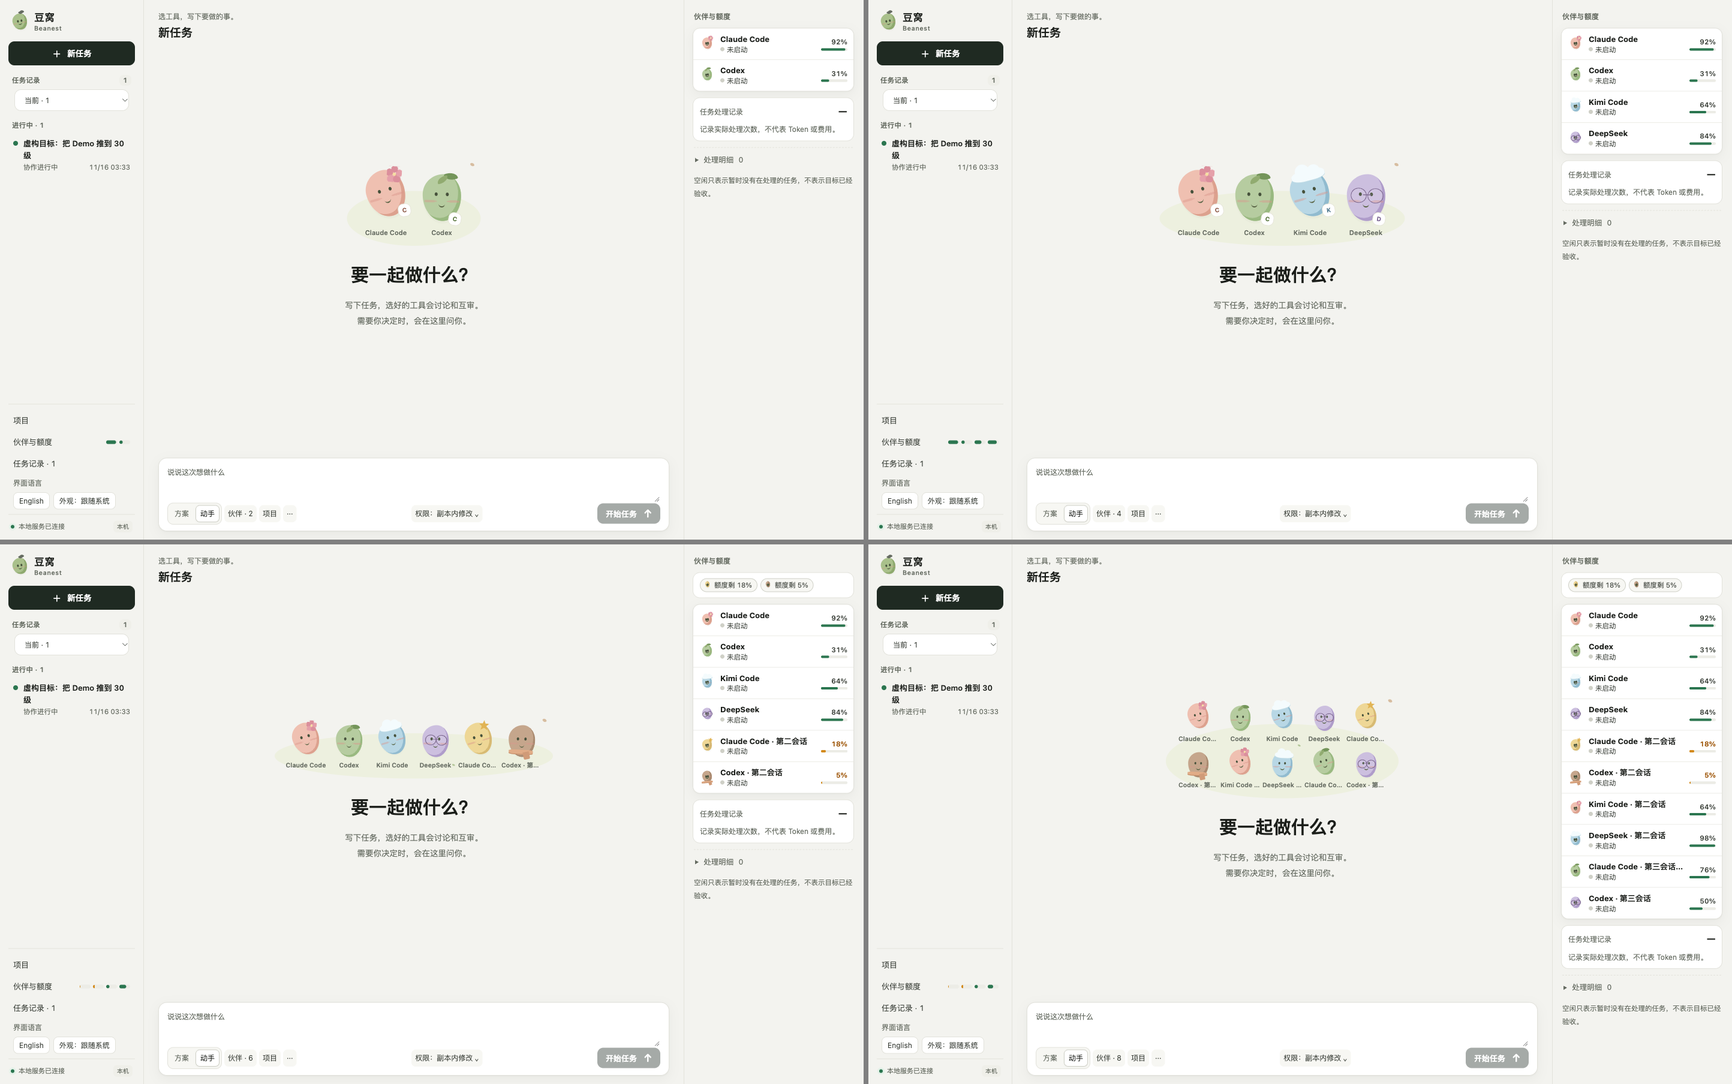 豆窝
Beanest
+ 新任务
任务记录 1
当前 · 1
进行中 · 1
虚构目标：把 Demo 推到 30
级
协作进行中 11/16 03:33
项目
伙伴与额度
任务记录 · 1
界面语言
English 外观：跟随系统
本地服务已连接 本机
选工具，写下要做的事。
新任务
C C
Claude Code Codex
要一起做什么？
写下任务，选好的工具会讨论和互审。
需要你决定时，会在这里问你。
说说这次想做什么
方案 动手 伙伴 · 2 项目 ··· 权限：副本内修改 开始任务 ↑
伙伴与额度
Claude Code 92%
未启动
Codex 31%
未启动
任务处理记录 —
记录实际处理次数，不代表 Token 或费用。
处理明细 0
空闲只表示暂时没有在处理的任务，不表示目标已经
验收。
豆窝
Beanest
+ 新任务
任务记录 1
当前 · 1
进行中 · 1
虚构目标：把 Demo 推到 30
级
协作进行中 11/16 03:33
项目
伙伴与额度
任务记录 · 1
界面语言
English 外观：跟随系统
本地服务已连接 本机
选工具，写下要做的事。
新任务
C C K D
Claude Code Codex Kimi Code DeepSeek
要一起做什么？
写下任务，选好的工具会讨论和互审。
需要你决定时，会在这里问你。
说说这次想做什么
方案 动手 伙伴 · 4 项目 ··· 权限：副本内修改 开始任务 ↑
伙伴与额度
Claude Code 92%
未启动
Codex 31%
未启动
Kimi Code 64%
未启动
DeepSeek 84%
未启动
任务处理记录 —
记录实际处理次数，不代表 Token 或费用。
处理明细 0
空闲只表示暂时没有在处理的任务，不表示目标已经
验收。
豆窝
Beanest
+ 新任务
任务记录 1
当前 · 1
进行中 · 1
虚构目标：把 Demo 推到 30
级
协作进行中 11/16 03:33
项目
伙伴与额度
任务记录 · 1
界面语言
English 外观：跟随系统
本地服务已连接 本机
选工具，写下要做的事。
新任务
Claude Code Codex Kimi Code DeepSeek · Claude Co... Codex · 第...
要一起做什么？
写下任务，选好的工具会讨论和互审。
需要你决定时，会在这里问你。
说说这次想做什么
方案 动手 伙伴 · 6 项目 ··· 权限：副本内修改 开始任务 ↑
伙伴与额度
额度剩 18% 额度剩 5%
Claude Code 92%
未启动
Codex 31%
未启动
Kimi Code 64%
未启动
DeepSeek 84%
未启动
Claude Code · 第二会话 18%
未启动
Codex · 第二会话 5%
未启动
任务处理记录 —
记录实际处理次数，不代表 Token 或费用。
处理明细 0
空闲只表示暂时没有在处理的任务，不表示目标已经
验收。
豆窝
Beanest
+ 新任务
任务记录 1
当前 · 1
进行中 · 1
虚构目标：把 Demo 推到 30
级
协作进行中 11/16 03:33
项目
伙伴与额度
任务记录 · 1
界面语言
English 外观：跟随系统
本地服务已连接 本机
选工具，写下要做的事。
新任务
Claude Co... Codex Kimi Code DeepSeek Claude Co...
Codex · 第... Kimi Code ... DeepSeek ... Claude Co... Codex · 第...
要一起做什么？
写下任务，选好的工具会讨论和互审。
需要你决定时，会在这里问你。
说说这次想做什么
方案 动手 伙伴 · 8 项目 ··· 权限：副本内修改 开始任务 ↑
伙伴与额度
额度剩 18% 额度剩 5%
Claude Code 92%
未启动
Codex 31%
未启动
Kimi Code 64%
未启动
DeepSeek 84%
未启动
Claude Code · 第二会话 18%
未启动
Codex · 第二会话 5%
未启动
Kimi Code · 第二会话 64%
未启动
DeepSeek · 第二会话 98%
未启动
Claude Code · 第三会话... 76%
未启动
Codex · 第三会话 50%
未启动
任务处理记录 —
记录实际处理次数，不代表 Token 或费用。
处理明细 0
空闲只表示暂时没有在处理的任务，不表示目标已经
验收。